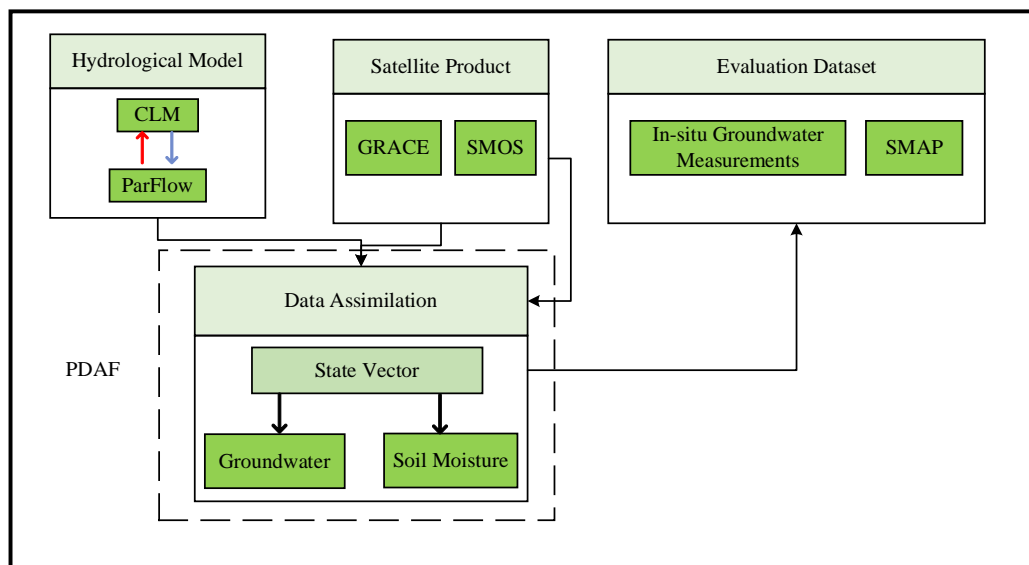 Hydrological Model
CLM
ParFlow
Satellite Product
GRACE
SMOS
Evaluation Dataset
In-situ Groundwater
Measurements
SMAP
PDAF
Data Assimilation
State Vector
Groundwater
Soil Moisture